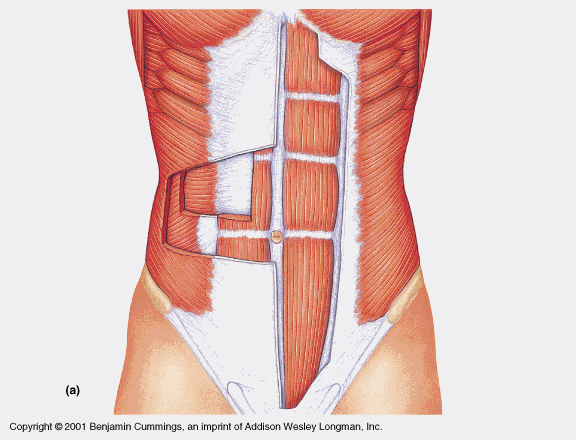 (a)
Copyright © 2001 Benjamin Cummings, an imprint of Addison Wesley Longman, Inc.